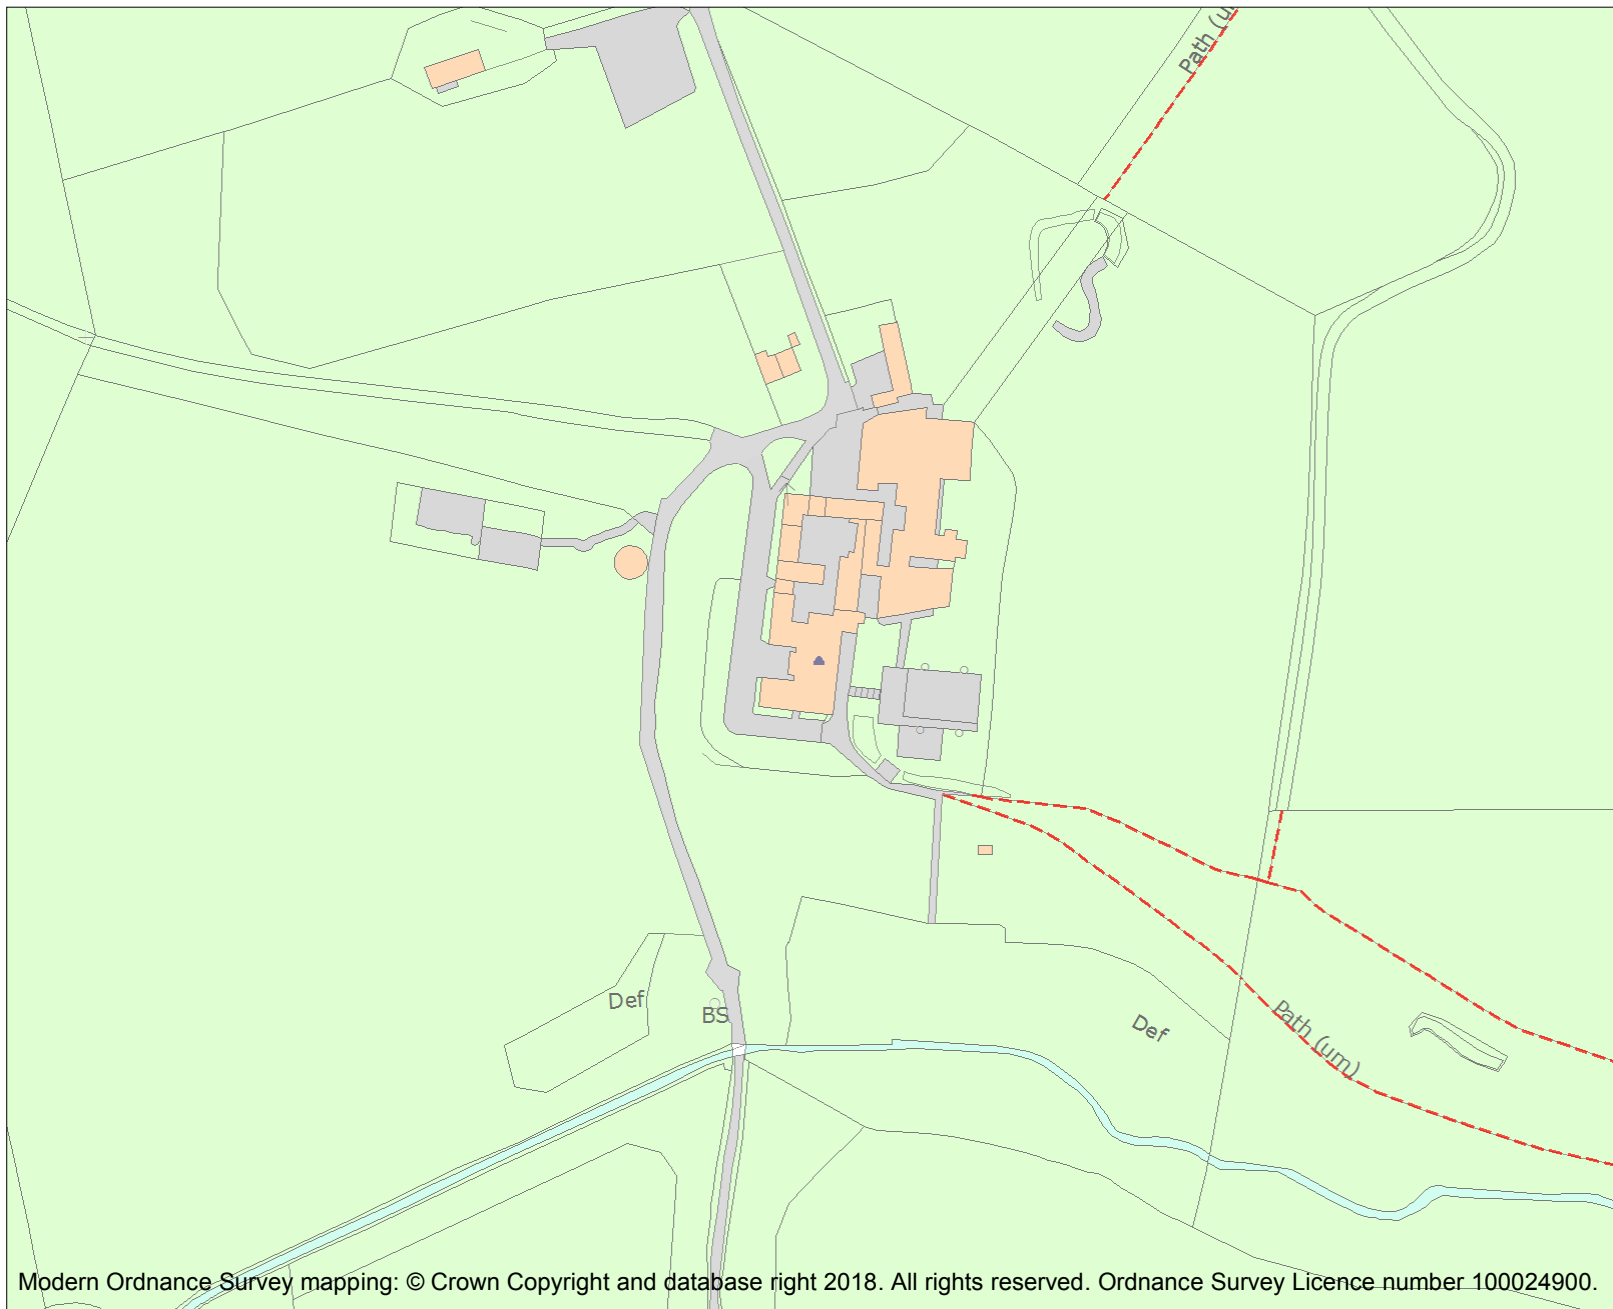 Path (u
Def
BS
Def
Path (um)
Modern Ordnance Survey mapping: © Crown Copyright and database right 2018. All rights reserved. Ordnance Survey Licence number 100024900.